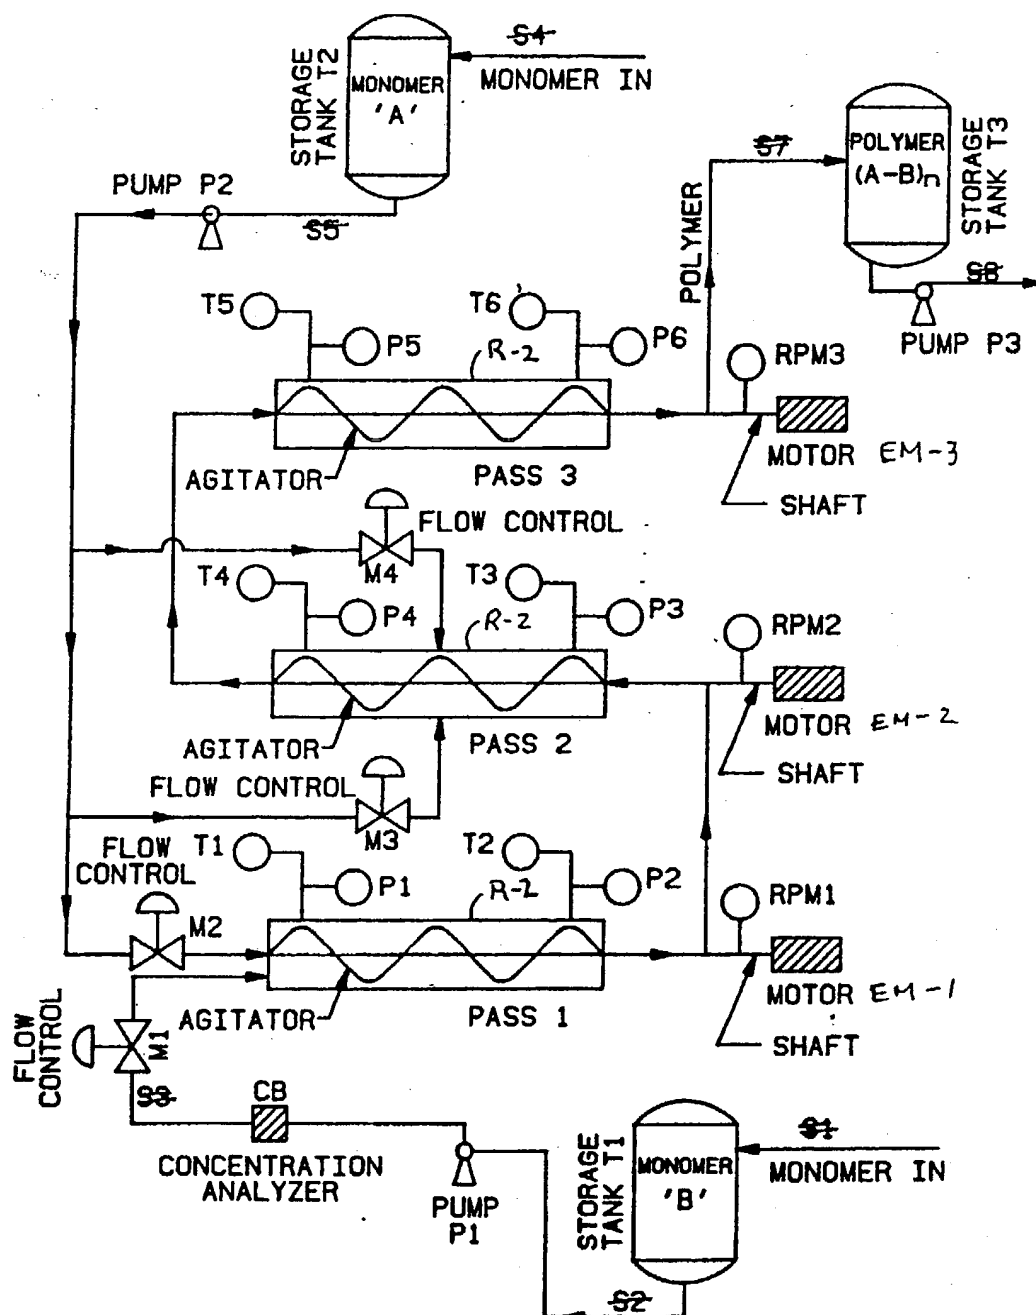 S4
MONOMER IN
STORAGE
TANK T2
MONOMER
'A'
S7
POLYMER
(A-B)n
STORAGE
TANK T3
PUMP P2
S5
POLYMER
S8
PUMP P3
T5
P5
T6
P6
R-2
RPM3
AGITATOR
PASS 3
MOTOR EM-3
SHAFT
FLOW CONTROL
M4
T4
P4
T3
P3
R-2
RPM2
AGITATOR
PASS 2
MOTOR EM-2
SHAFT
FLOW CONTROL
M3
FLOW
CONTROL
T1
P1
T2
P2
R-2
RPM1
M2
AGITATOR
PASS 1
MOTOR EM-1
SHAFT
FLOW
CONTROL
M1
S3
CB
CONCENTRATION
ANALYZER
PUMP
P1
STORAGE
TANK T1
MONOMER
'B'
S1
MONOMER IN
S2